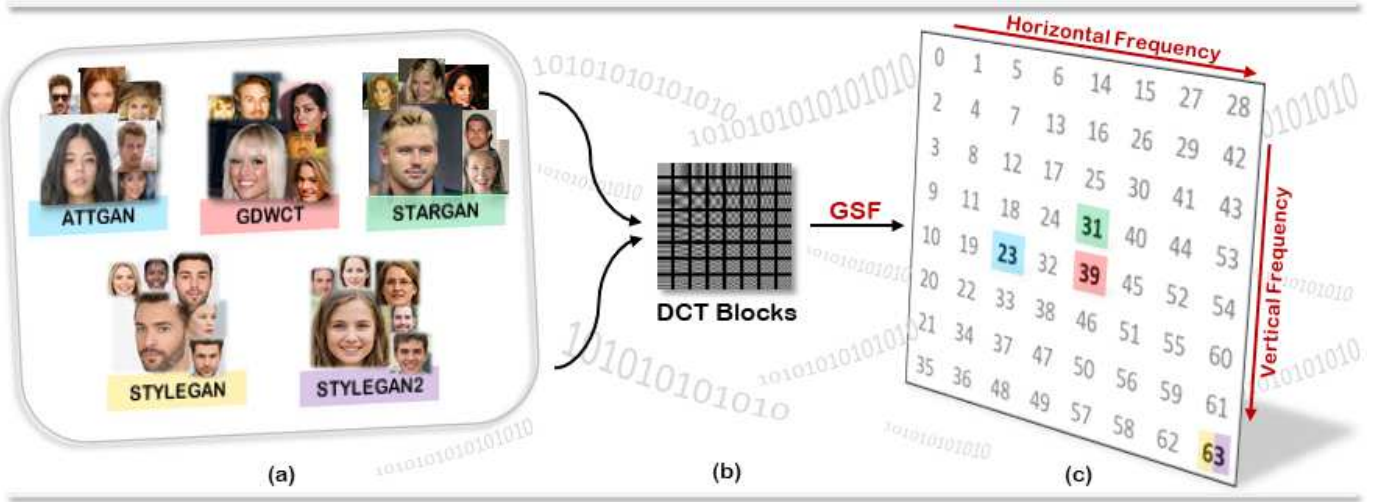 Horizontal Frequency
0 1 5 6 14 15 27 28
2 4 7 13 16 26 29 42
3 8 12 17 25 30 41 43
9 11 18 24 31 40 44 53
10 19 23 32 39 45 52 54
20 22 33 38 46 51 55 60
21 34 37 47 50 56 59 61
35 36 48 49 57 58 62 63
Vertical Frequency
ATTGAN
GDWCT
STARGAN
STYLEGAN
STYLEGAN2
DCT Blocks
GSF
(a)
(b)
(c)